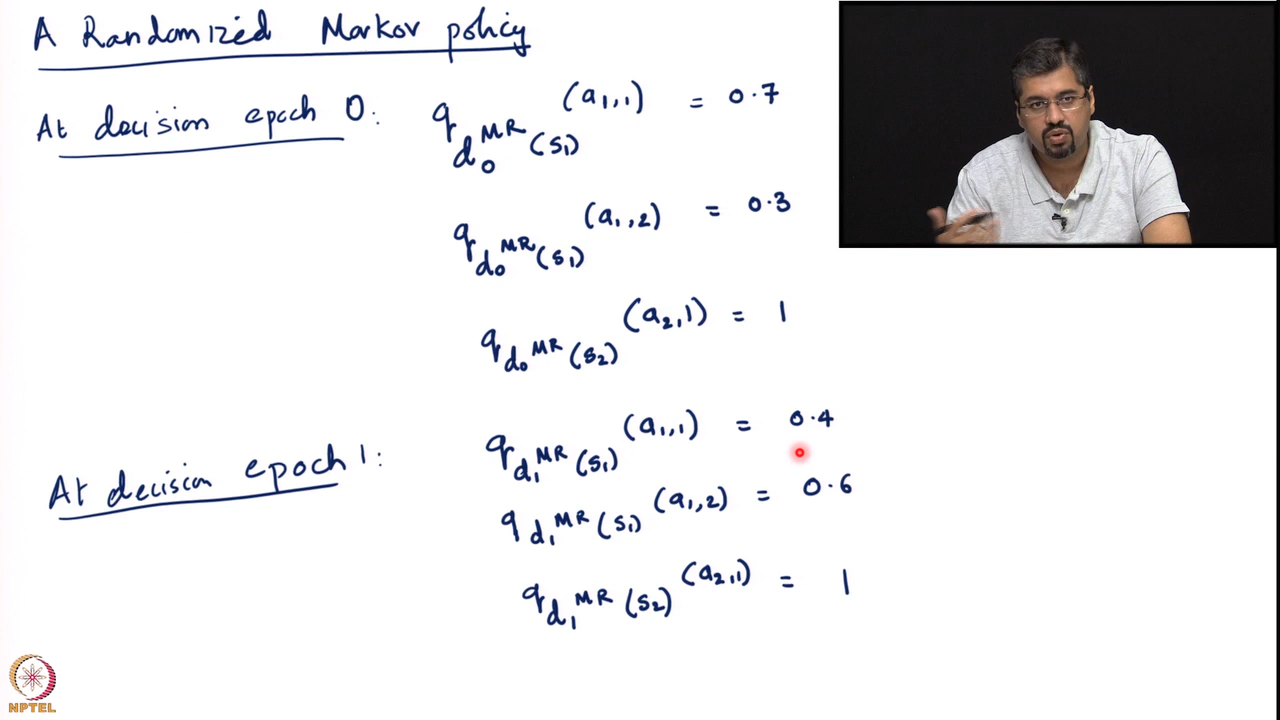 A Randomized Markov policy
At decision epoch 0: q_{d_0^{MR}(s_1)}(a_{1,1}) = 0.7
q_{d_0^{MR}(s_1)}(a_{1,2}) = 0.3
q_{d_0^{MR}(s_2)}(a_{2,1}) = 1
At decision epoch 1: q_{d_1^{MR}(s_1)}(a_{1,1}) = 0.4
q_{d_1^{MR}(s_1)}(a_{1,2}) = 0.6
q_{d_1^{MR}(s_2)}(a_{2,1}) = 1
NPTEL